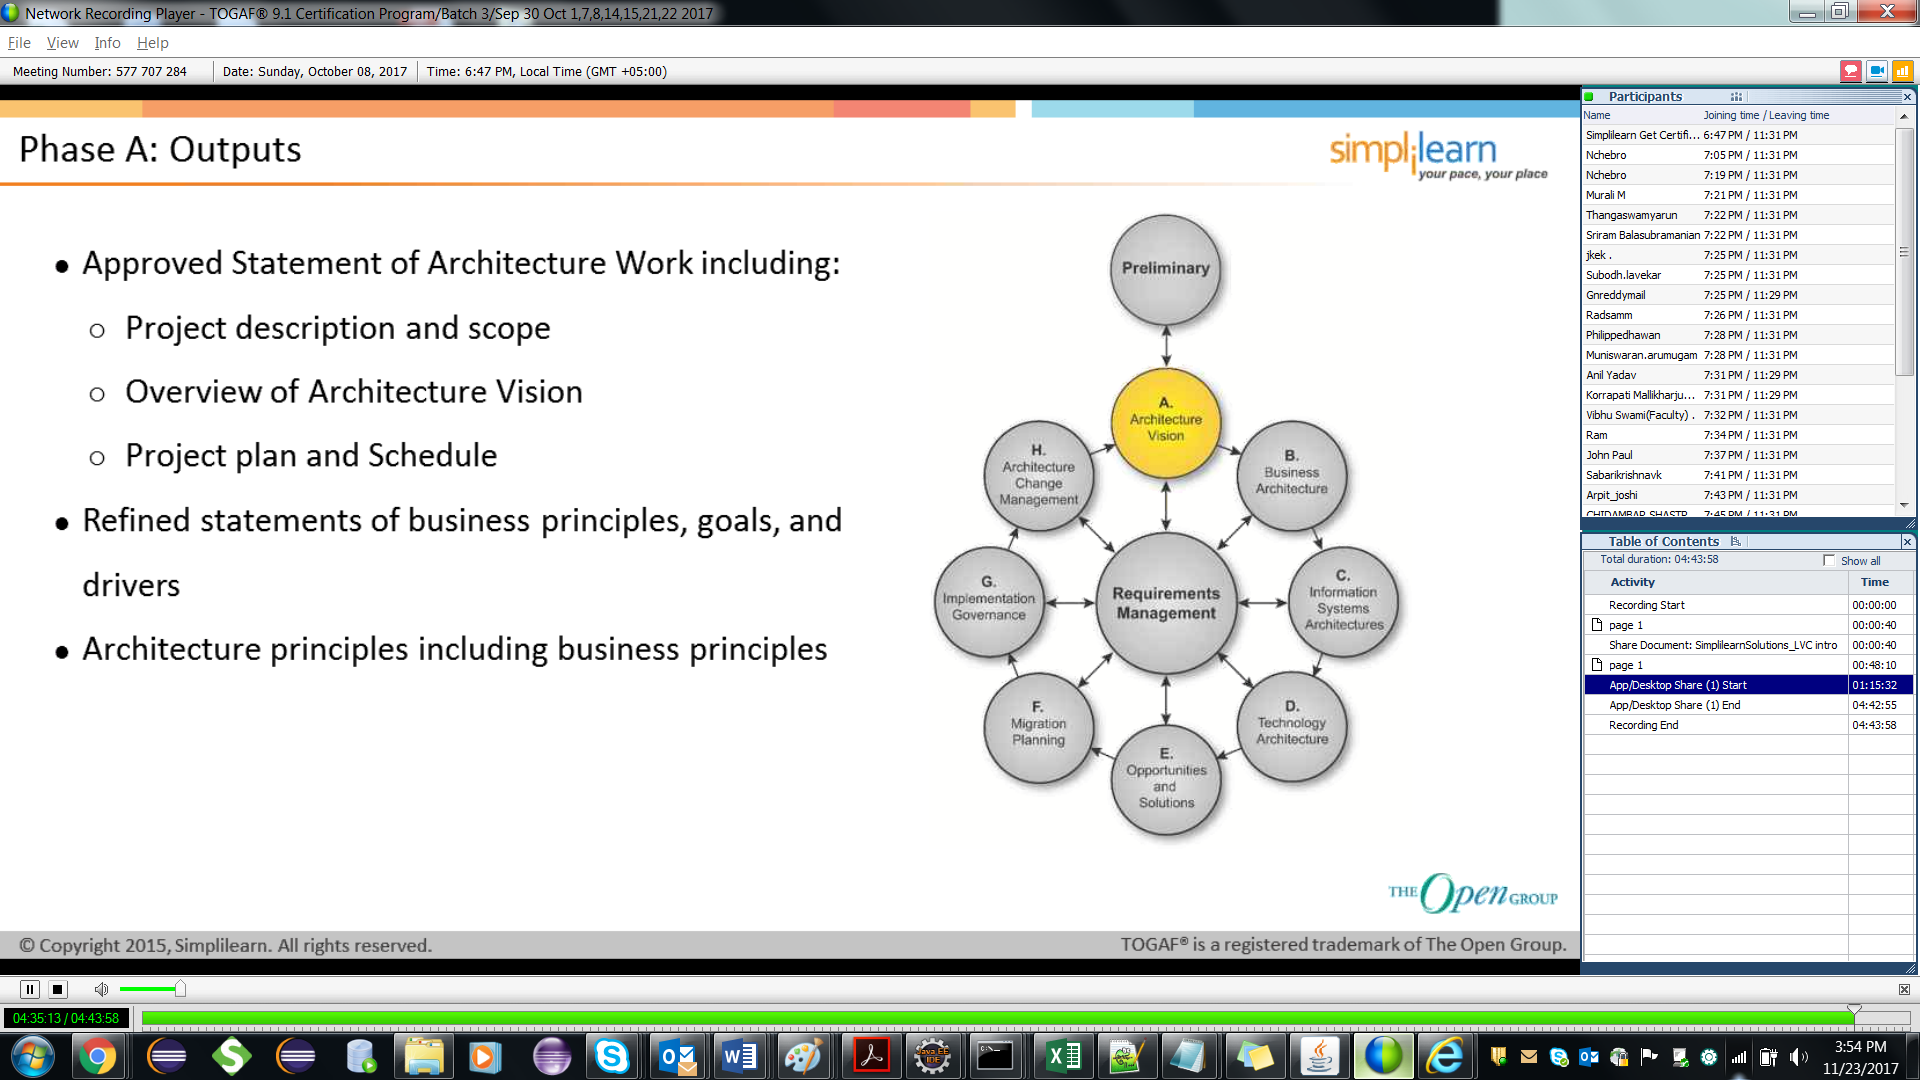 Network Recording Player - TOGAF® 9.1 Certification Program/Batch 3/Sep 30 Oct 1,7,8,14,15,21,22 2017
File View Info Help
Meeting Number: 577 707 284 Date: Sunday, October 08, 2017 Time: 6:47 PM, Local Time (GMT +05:00)
Phase A: Outputs
simplilearn
your pace, your place
● Approved Statement of Architecture Work including:
○ Project description and scope
○ Overview of Architecture Vision
○ Project plan and Schedule
● Refined statements of business principles, goals, and
drivers
● Architecture principles including business principles
Preliminary
A.
Architecture
Vision
B.
Business
Architecture
C.
Information
Systems
Architectures
D.
Technology
Architecture
E.
Opportunities
and
Solutions
F.
Migration
Planning
G.
Implementation
Governance
H.
Architecture
Change
Management
Requirements
Management
THE Open GROUP
© Copyright 2015, Simplilearn. All rights reserved.
TOGAF® is a registered trademark of The Open Group.
Participants
Name Joining time / Leaving time
Simplilearn Get Certifi... 6:47 PM / 11:31 PM
Nchebro 7:05 PM / 11:31 PM
Nchebro 7:19 PM / 11:31 PM
Murali M 7:21 PM / 11:31 PM
Thangaswamyarun 7:22 PM / 11:31 PM
Sriram Balasubramanian 7:22 PM / 11:31 PM
jkek . 7:25 PM / 11:31 PM
Subodh.lavekar 7:25 PM / 11:31 PM
Gnreddymail 7:25 PM / 11:29 PM
Radsamm 7:26 PM / 11:31 PM
Philippedhawan 7:28 PM / 11:31 PM
Muniswaran.arumugam 7:28 PM / 11:31 PM
Anil Yadav 7:31 PM / 11:29 PM
Korrapati Mallikharju... 7:31 PM / 11:29 PM
Vibhu Swami(Faculty) . 7:32 PM / 11:31 PM
Ram 7:34 PM / 11:31 PM
John Paul 7:37 PM / 11:31 PM
Sabarikrishnavk 7:41 PM / 11:31 PM
Arpit_joshi 7:43 PM / 11:31 PM
CHIDAMBAR SHASTR... 7:45 PM / 11:31 PM
Table of Contents
Total duration: 04:43:58 Show all
Activity Time
Recording Start 00:00:00
page 1 00:00:40
Share Document: SimplilearnSolutions_LVC intro 00:00:40
page 1 00:48:10
App/Desktop Share (1) Start 01:15:32
App/Desktop Share (1) End 04:42:55
Recording End 04:43:58
04:35:13 / 04:43:58
Java EE
IDE
3:54 PM
11/23/2017